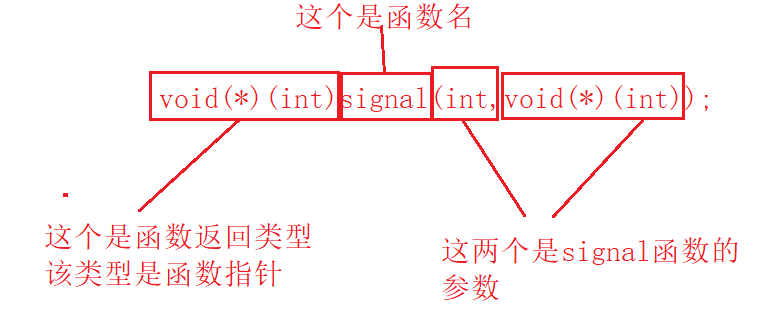 这个是函数名
void(*)(int)signal(int,void(*)(int));
这个是函数返回类型
该类型是函数指针
这两个是signal函数的
参数